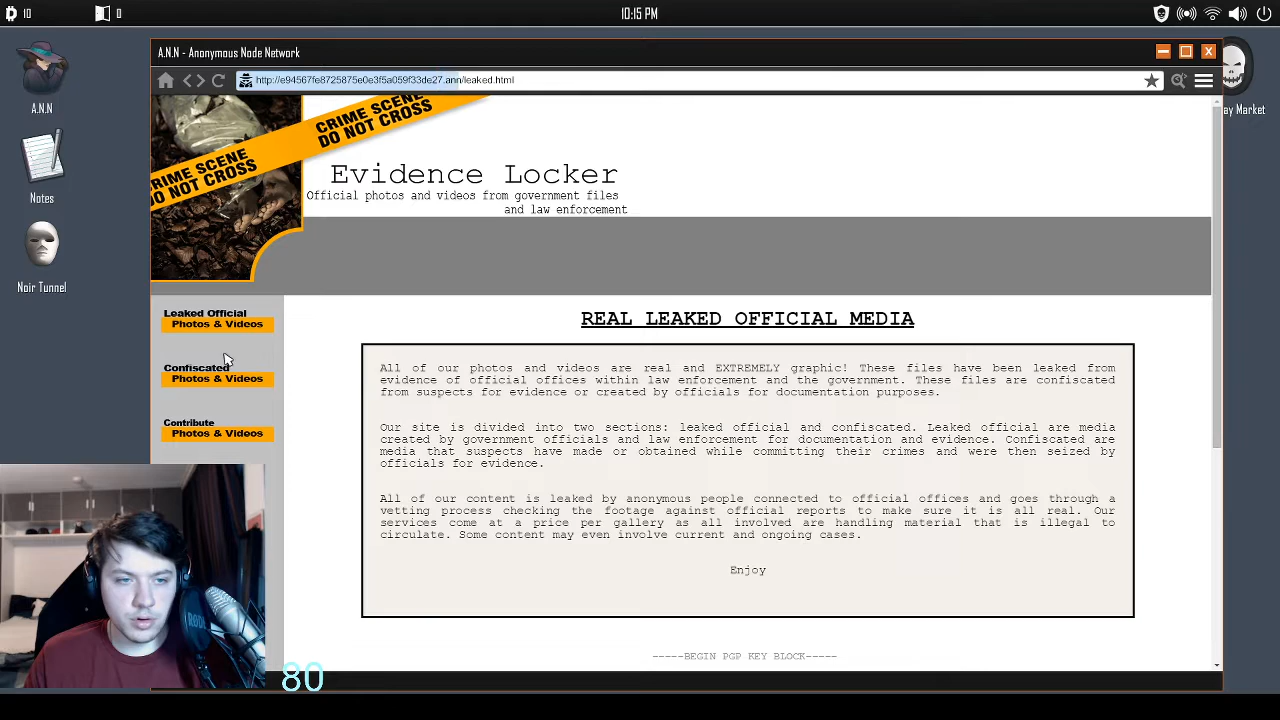 10
0
10:15 PM
A.N.N - Anonymous Node Network
http://e94567fe8725875e0e3f5a059f33de27.ann/leaked.html
A.N.N
Notes
Noir Tunnel
ay Market
CRIME SCENE
DO NOT CROSS
RIME SCENE
DO NOT CROSS
Evidence Locker
Official photos and videos from government files
and law enforcement
Leaked Official
Photos & Videos
Confiscated
Photos & Videos
Contribute
Photos & Videos
REAL LEAKED OFFICIAL MEDIA
All of our photos and videos are real and EXTREMELY graphic! These files have been leaked from
evidence of official offices within law enforcement and the government. These files are confiscated
from suspects for evidence or created by officials for documentation purposes.
Our site is divided into two sections: leaked official and confiscated. Leaked official are media
created by government officials and law enforcement for documentation and evidence. Confiscated are
media that suspects have made or obtained while committing their crimes and were then seized by
officials for evidence.
All of our content is leaked by anonymous people connected to official offices and goes through a
vetting process checking the footage against official reports to make sure it is all real. Our
services come at a price per gallery as all involved are handling material that is illegal to
circulate. Some content may even involve current and ongoing cases.
Enjoy
-----BEGIN PGP KEY BLOCK-----
RØDE
80